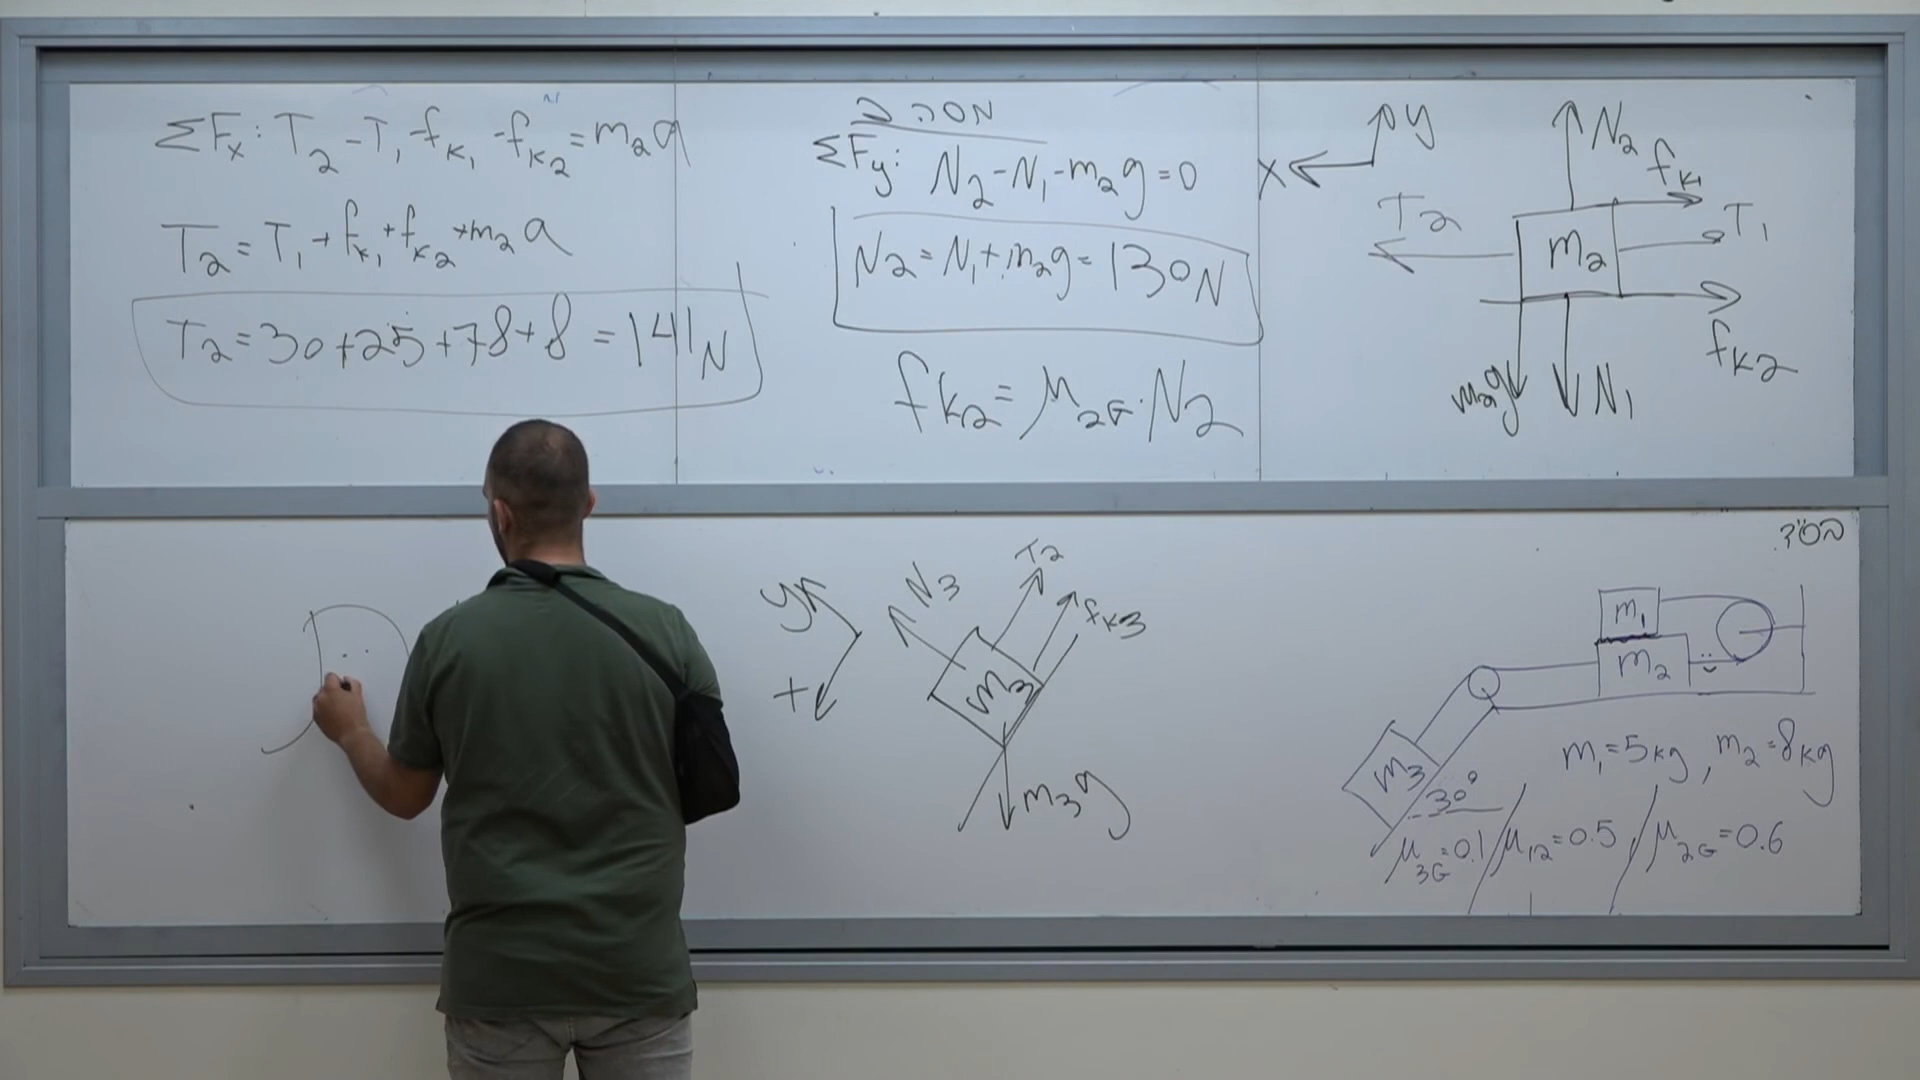 ΣFx: T2 - T1 - fk1 - fk2 = m2a
T2 = T1 + fk1 + fk2 + m2a
T2 = 30 + 25 + 78 + 8 = 141N
ΣFy: N2 - N1 - m2g = 0
N2 = N1 + m2g = 130N
fk2 = μ2G · N2
y
x
N2
fk1
T2
m2
T1
fk2
m2g
N1
y
+
N3
T2
fk3
m3
m3g
m1
m2
m3
30°
m1 = 5kg, m2 = 8kg
μ3G = 0.1 / μ12 = 0.5 / μ2G = 0.6